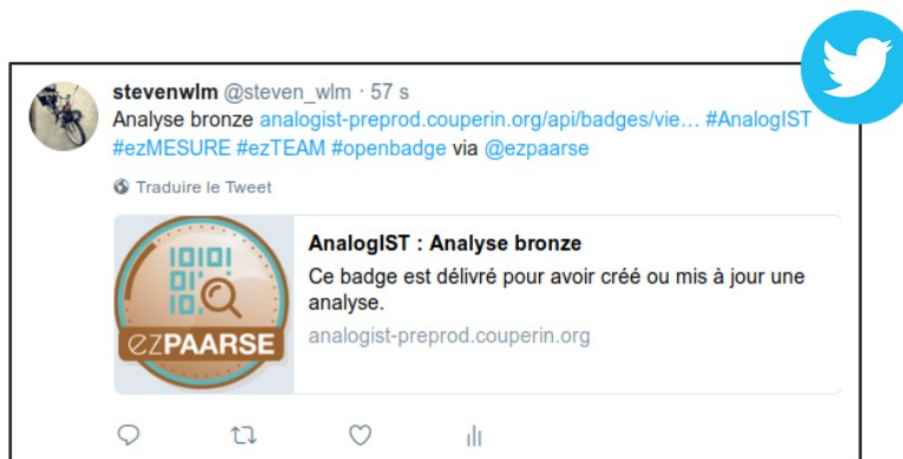 stevenwlm @steven_wlm · 57 s
Analyse bronze analogist-preprod.couperin.org/api/badges/vie… #AnalogIST
#ezMESURE #ezTEAM #openbadge via @ezpaarse
Traduire le Tweet
10101
01:
10.
ezPAARSE
AnalogIST : Analyse bronze
Ce badge est délivré pour avoir créé ou mis à jour une
analyse.
analogist-preprod.couperin.org